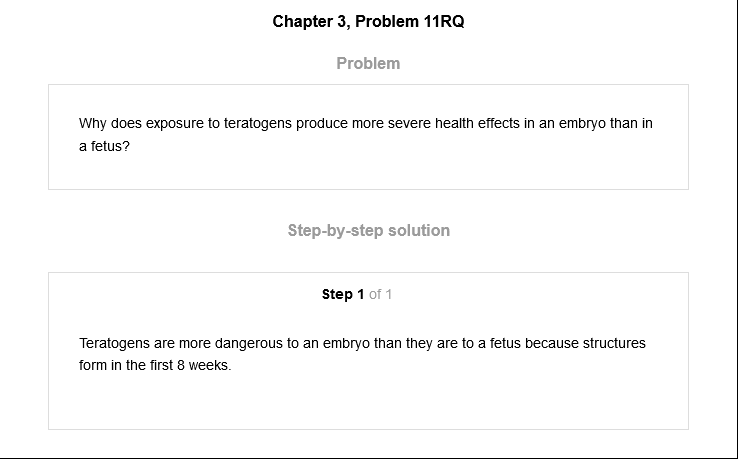 Chapter 3, Problem 11RQ
Problem
Why does exposure to teratogens produce more severe health effects in an embryo than in
a fetus?
Step-by-step solution
Step 1 of 1
Teratogens are more dangerous to an embryo than they are to a fetus because structures
form in the first 8 weeks.